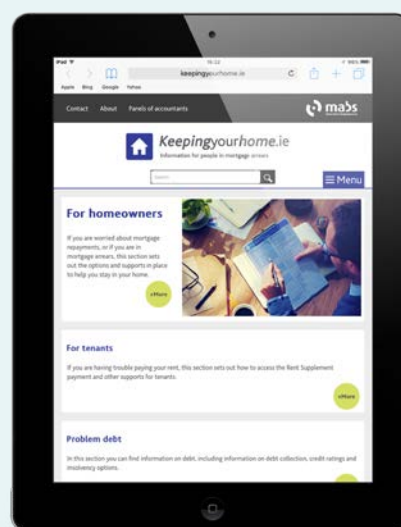 iPad
15:22
keepingyourhome.ie
Apple Bing Google Yahoo
Contact About Panels of accountants
mabs
Keepingyourhome.ie
Information for people in mortgage arrears
Search
Menu
For homeowners
If you are worried about mortgage
repayments, or if you are in
mortgage arrears, this section sets
out the options and supports in place
to help you stay in your home.
»More
For tenants
If you are having trouble paying your rent, this section sets out how to access the Rent Supplement
payment and other supports for tenants.
»More
Problem debt
In this section you can find information on debt, including information on debt collection, credit ratings and
insolvency options.